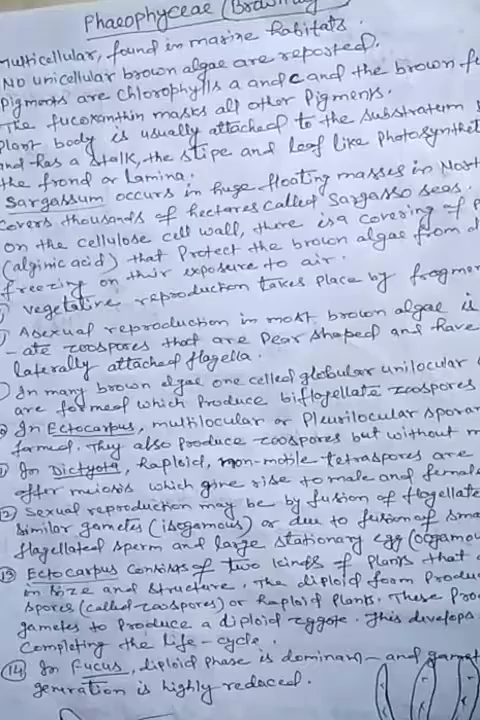 Phaeophyceae (Brown
Multicellular, found in marine habitats.
No unicellular brown algae are reported.
Pigments are chlorophylls a and c and the brown
The fucoxanthin masks all other Pigments.
Plant body is usually attached to the substratum
and has a stalk, the stipe and leaf like Photosynthet
the frond or lamina.
Sargassum occurs in huge floating masses in Nort
covers thousands of hectares called Sargasso seas.
On the cellulose cell wall, there is a covering of
(alginic acid) that Protect the brown algae from
freezing on their exposure to air.
Vegetative reproduction takes place by fragmen
Asexual reproduction in most brown algae is
-ate zoospores that are Pear shaped and have
laterally attached flagella.
In many brown algae one celled globular unilocular
are formed which Produce biflagellate zoospores
In Ectocarpus, multilocular or Pleurilocular sporan
formed. They also Produce zoospores but without m
In Dictyota, haploid, non-motile tetraspores are
after meiosis which give rise to male and female
Sexual reproduction may be by fusion of flagellate
similar gametes (isogamous) or due to fusion of sma
flagellated sperm and large stationary egg (oogamou
(13) Ectocarpus consists of two kinds of Plants that
in size and structure. The diploid form Produc
spores (called zoospores) or haploid Plants. These Pro
gametes to Produce a diploid zygote. This develops
Completing the life-cycle.
(14) In Fucus, diploid phase is dominant and gamet
generation is highly reduced.